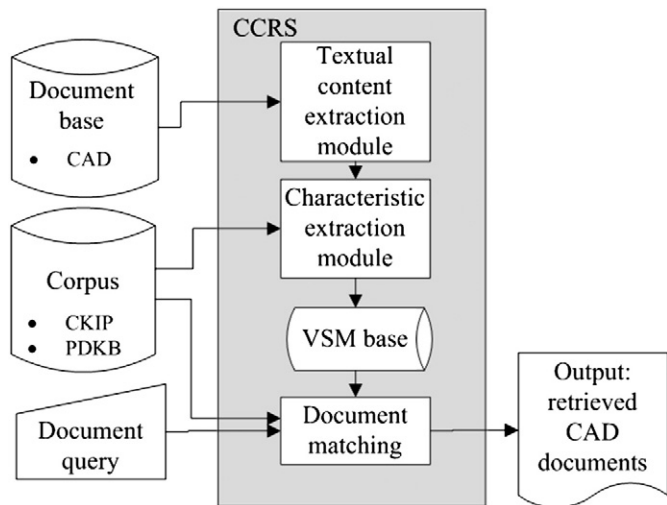 CCRS
Document
base
• CAD
Textual
content
extraction
module
Characteristic
extraction
module
Corpus
• CKIP
• PDKB
VSM base
Document
query
Document
matching
Output:
retrieved
CAD
documents